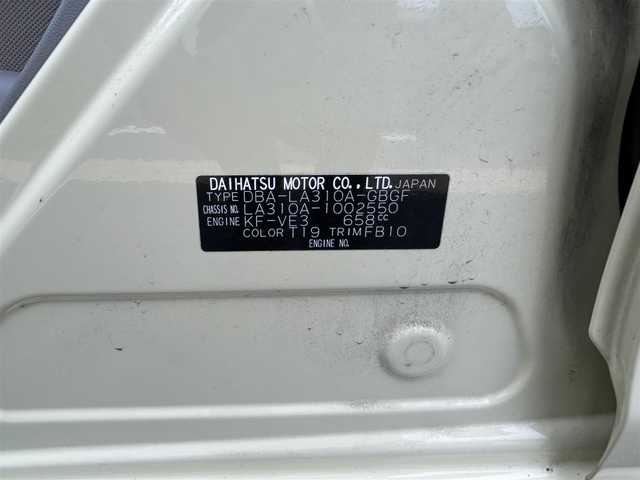 DAIHATSU MOTOR CO., LTD. JAPAN
TYPE DBA-LA310A-GBGF
CHASSIS NO. LA310A-1002550
ENGINE KF-VE3 658cc
COLOR T19 TRIM FB10
ENGINE NO.